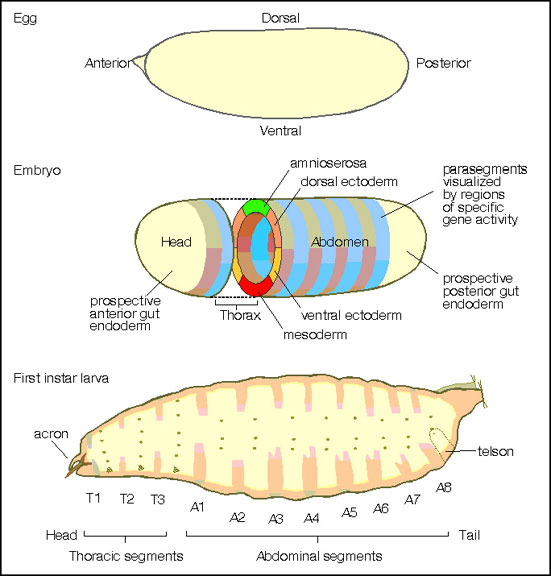 Egg
Dorsal
Anterior
Posterior
Ventral
Embryo
amnioserosa
dorsal ectoderm
parasegments
visualized
by regions
of specific
gene activity
Head
Abdomen
prospective
anterior gut
endoderm
Thorax
ventral ectoderm
mesoderm
prospective
posterior gut
endoderm
First instar larva
acron
telson
T1 T2 T3 A1 A2 A3 A4 A5 A6 A7 A8
Head
Tail
Thoracic segments
Abdominal segments